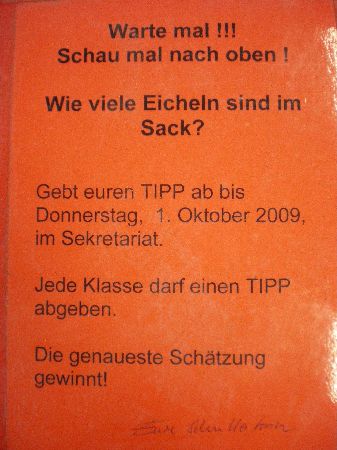 Warte mal !!!
Schau mal nach oben !
Wie viele Eicheln sind im
Sack?
Gebt euren TIPP ab bis
Donnerstag, 1. Oktober 2009,
im Sekretariat.
Jede Klasse darf einen TIPP
abgeben.
Die genaueste Schätzung
gewinnt!
Eure